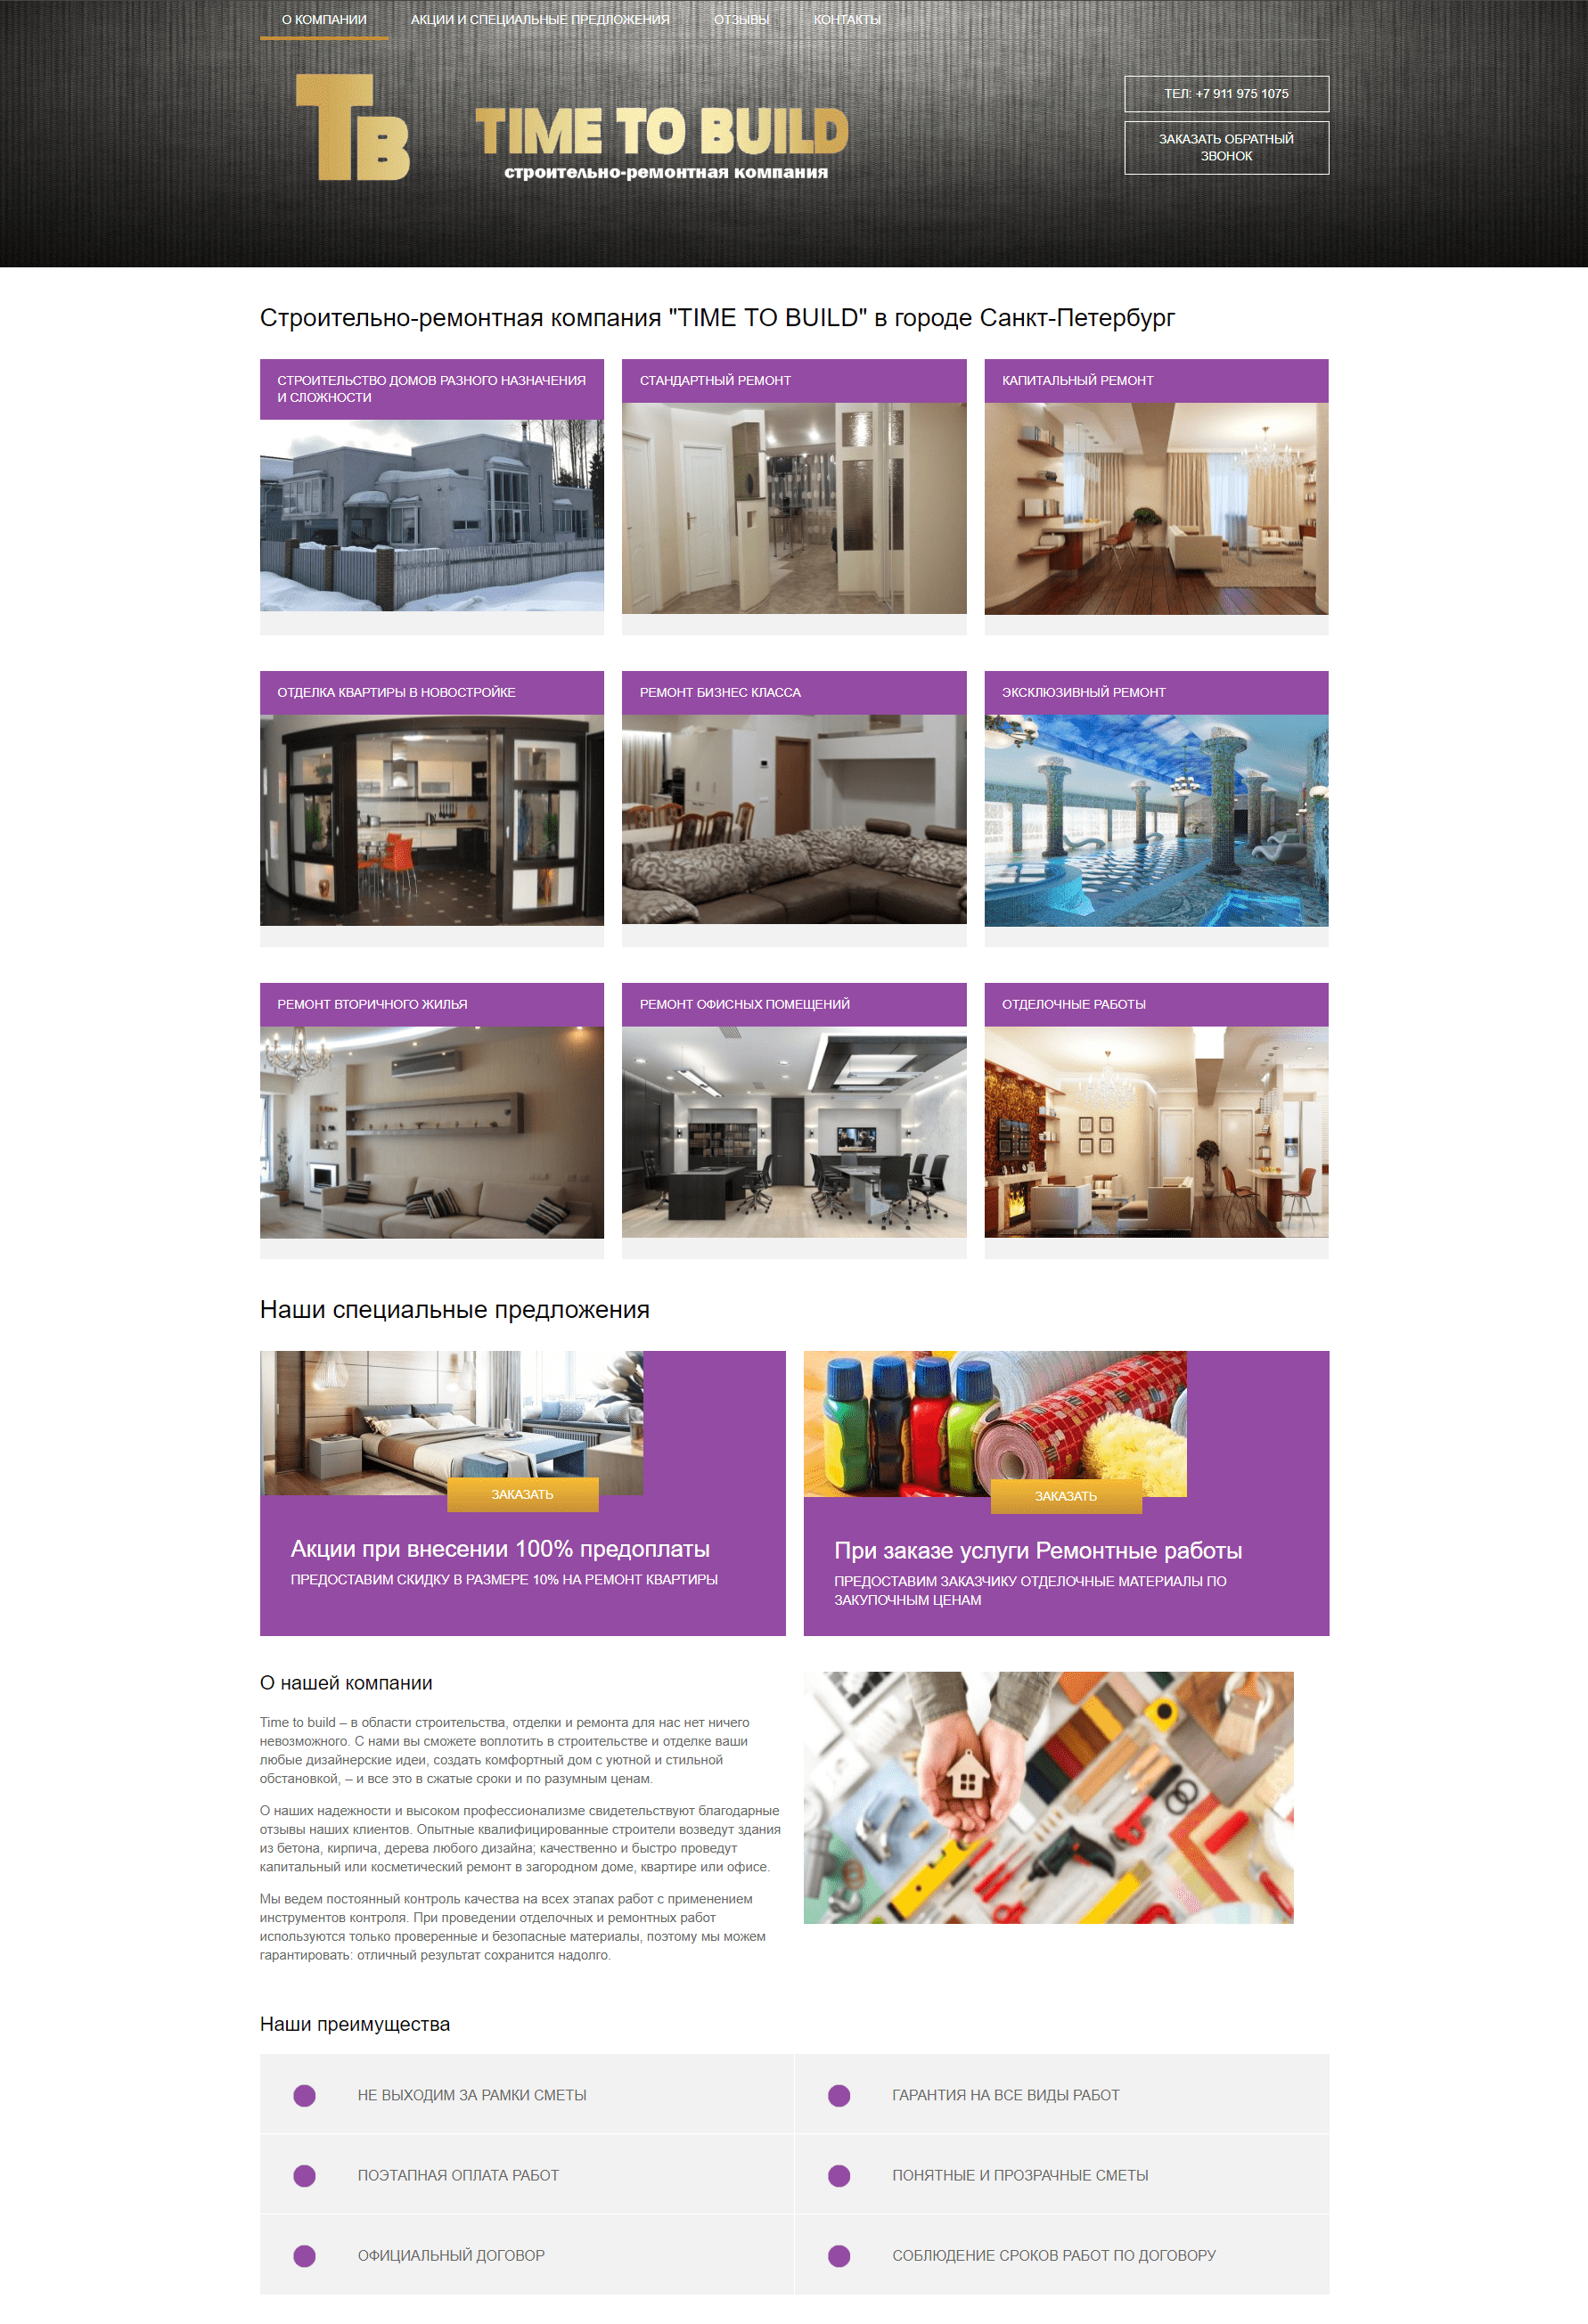 О КОМПАНИИ АКЦИИ И СПЕЦИАЛЬНЫЕ ПРЕДЛОЖЕНИЯ ОТЗЫВЫ КОНТАКТЫ
ТВ
TIME TO BUILD
строительно-ремонтная компания
ТЕЛ: +7 911 975 1075
ЗАКАЗАТЬ ОБРАТНЫЙ
ЗВОНОК
Строительно-ремонтная компания "TIME TO BUILD" в городе Санкт-Петербург
СТРОИТЕЛЬСТВО ДОМОВ РАЗНОГО НАЗНАЧЕНИЯ
И СЛОЖНОСТИ
СТАНДАРТНЫЙ РЕМОНТ
КАПИТАЛЬНЫЙ РЕМОНТ
ОТДЕЛКА КВАРТИРЫ В НОВОСТРОЙКЕ
РЕМОНТ БИЗНЕС КЛАССА
ЭКСКЛЮЗИВНЫЙ РЕМОНТ
РЕМОНТ ВТОРИЧНОГО ЖИЛЬЯ
РЕМОНТ ОФИСНЫХ ПОМЕЩЕНИЙ
ОТДЕЛОЧНЫЕ РАБОТЫ
Наши специальные предложения
ЗАКАЗАТЬ
Акции при внесении 100% предоплаты
ПРЕДОСТАВИМ СКИДКУ В РАЗМЕРЕ 10% НА РЕМОНТ КВАРТИРЫ
ЗАКАЗАТЬ
При заказе услуги Ремонтные работы
ПРЕДОСТАВИМ ЗАКАЗЧИКУ ОТДЕЛОЧНЫЕ МАТЕРИАЛЫ ПО
ЗАКУПОЧНЫМ ЦЕНАМ
О нашей компании
Time to build – в области строительства, отделки и ремонта для нас нет ничего
невозможного. С нами вы сможете воплотить в строительстве и отделке ваши
любые дизайнерские идеи, создать комфортный дом с уютной и стильной
обстановкой, – и все это в сжатые сроки и по разумным ценам.
О наших надежности и высоком профессионализме свидетельствуют благодарные
отзывы наших клиентов. Опытные квалифицированные строители возведут здания
из бетона, кирпича, дерева любого дизайна; качественно и быстро проведут
капитальный или косметический ремонт в загородном доме, квартире или офисе.
Мы ведем постоянный контроль качества на всех этапах работ с применением
инструментов контроля. При проведении отделочных и ремонтных работ
используются только проверенные и безопасные материалы, поэтому мы можем
гарантировать: отличный результат сохранится надолго.
Наши преимущества
НЕ ВЫХОДИМ ЗА РАМКИ СМЕТЫ
ГАРАНТИЯ НА ВСЕ ВИДЫ РАБОТ
ПОЭТАПНАЯ ОПЛАТА РАБОТ
ПОНЯТНЫЕ И ПРОЗРАЧНЫЕ СМЕТЫ
ОФИЦИАЛЬНЫЙ ДОГОВОР
СОБЛЮДЕНИЕ СРОКОВ РАБОТ ПО ДОГОВОРУ